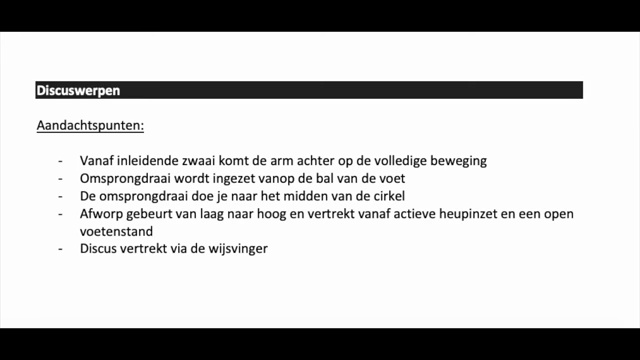 Discuswerpen
Aandachtspunten:
- Vanaf inleidende zwaai komt de arm achter op de volledige beweging
- Omsprongdraai wordt ingezet vanop de bal van de voet
- De omsprongdraai doe je naar het midden van de cirkel
- Afworp gebeurt van laag naar hoog en vertrekt vanaf actieve heupinzet en een open
voetenstand
- Discus vertrekt via de wijsvinger